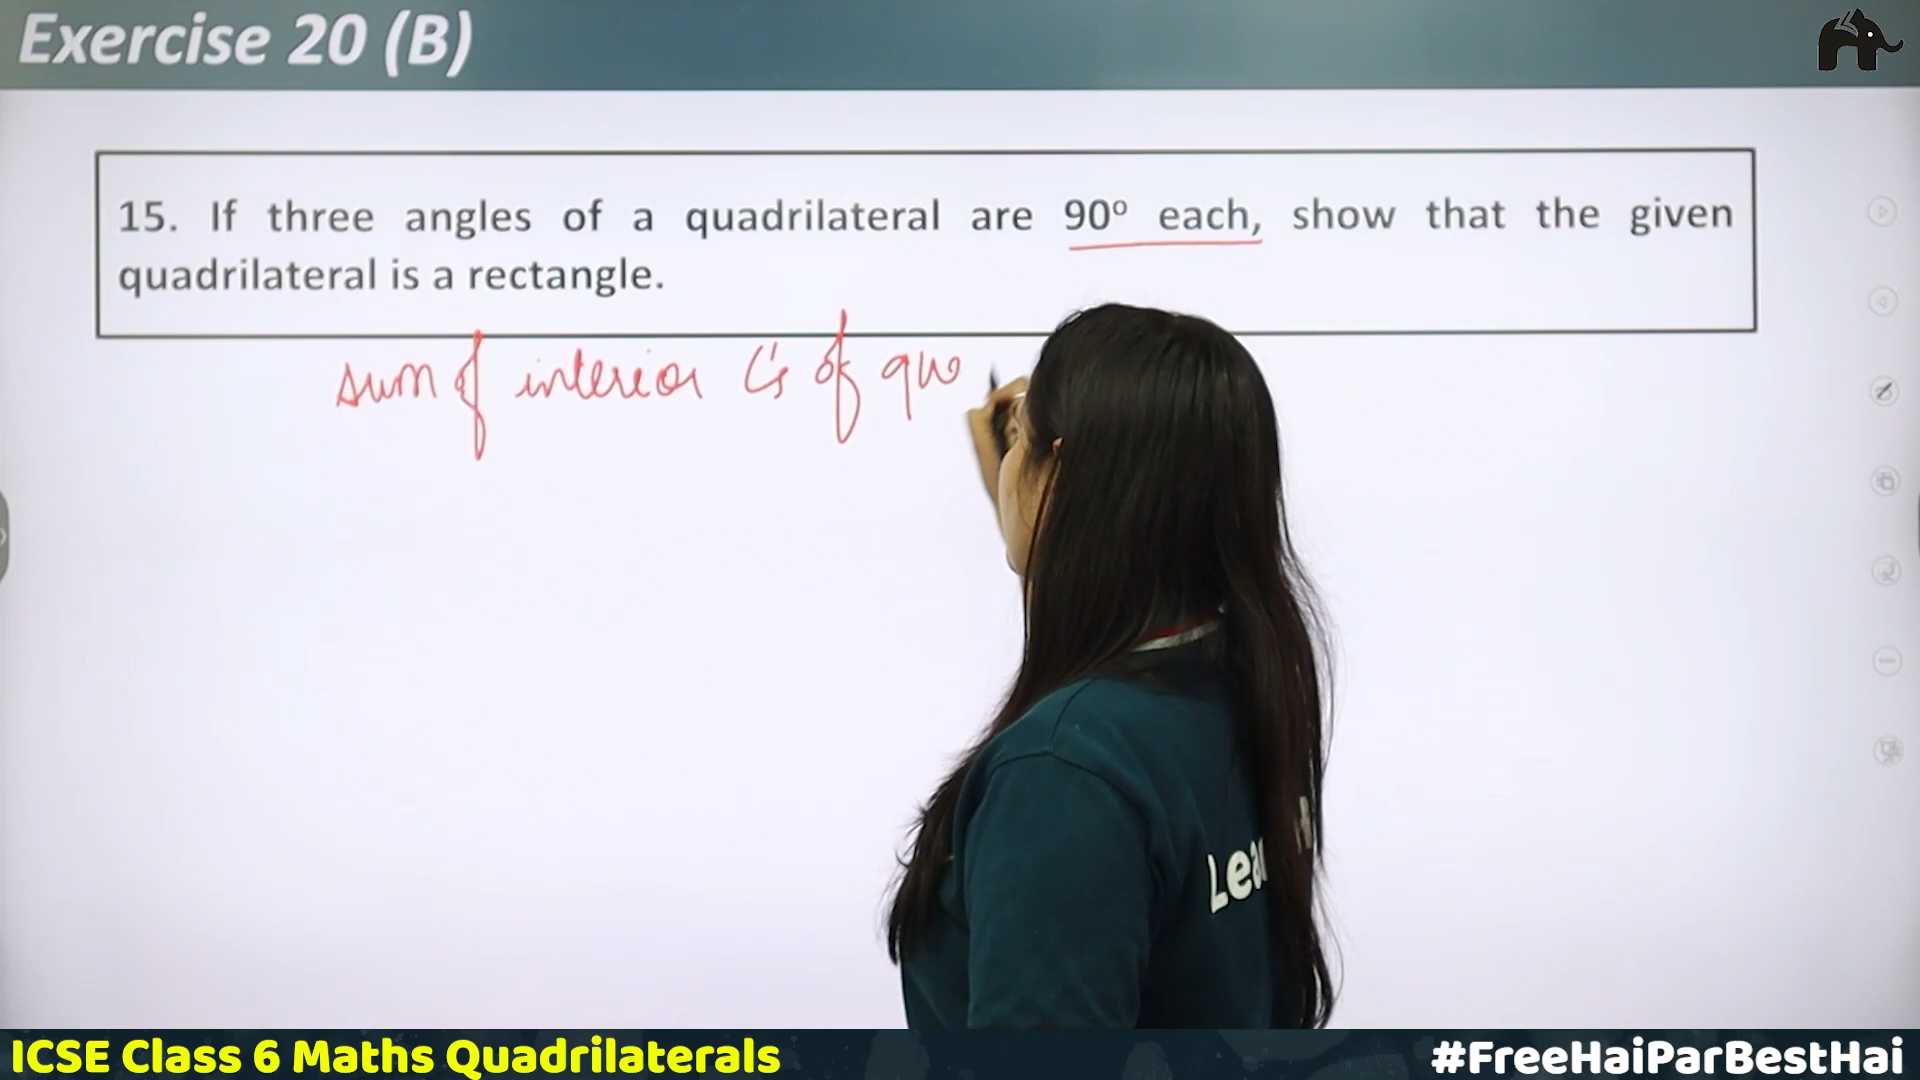 Exercise 20 (B)
15. If three angles of a quadrilateral are 90º each, show that the given
quadrilateral is a rectangle.
sum of interior ∠'s of qua
Lea
ICSE Class 6 Maths Quadrilaterals
#FreeHaiParBestHai